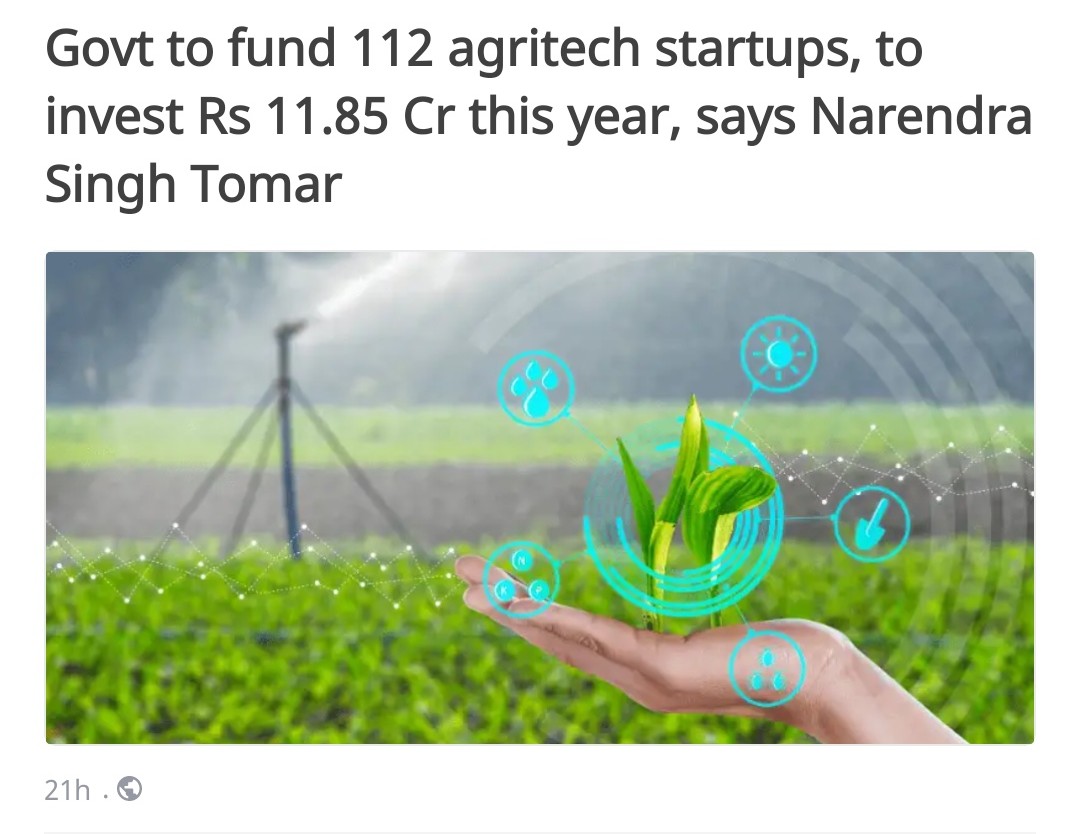 Govt to fund 112 agritech startups, to
invest Rs 11.85 Cr this year, says Narendra
Singh Tomar
N
K P
21h .